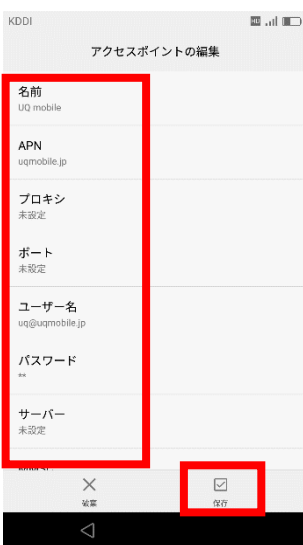 KDDI
アクセスポイントの編集
名前
UQ mobile
APN
uqmobile.jp
プロキシ
未設定
ポート
未設定
ユーザー名
uq@uqmobile.jp
パスワード
**
サーバー
未設定
破棄
保存